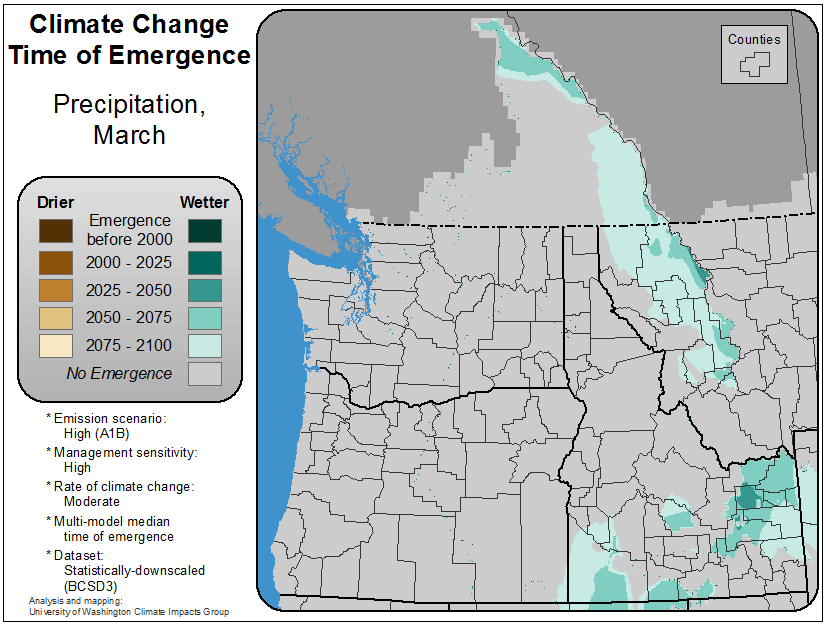 Climate Change
Time of Emergence
Precipitation,
March
Counties
Drier Wetter
Emergence
before 2000
2000 - 2025
2025 - 2050
2050 - 2075
2075 - 2100
No Emergence
* Emission scenario:
High (A1B)
* Management sensitivity:
High
* Rate of climate change:
Moderate
* Multi-model median
time of emergence
* Dataset:
Statistically-downscaled
(BCSD3)
Analysis and mapping:
University of Washington Climate Impacts Group